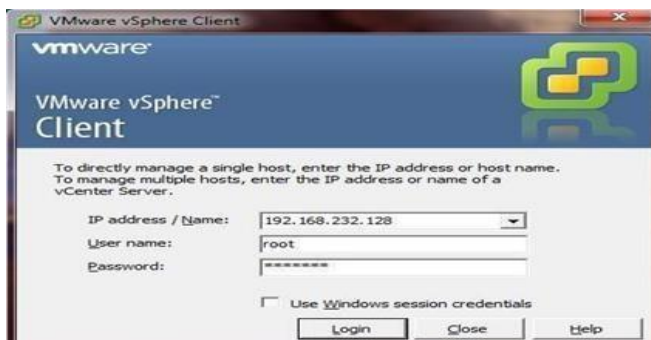 VMware vSphere Client
vmware
VMware vSphere™
Client
To directly manage a single host, enter the IP address or host name.
To manage multiple hosts, enter the IP address or name of a
vCenter Server.
IP address / Name: 192.168.232.128
User name: root
Password: *******
Use Windows session credentials
Login Close Help